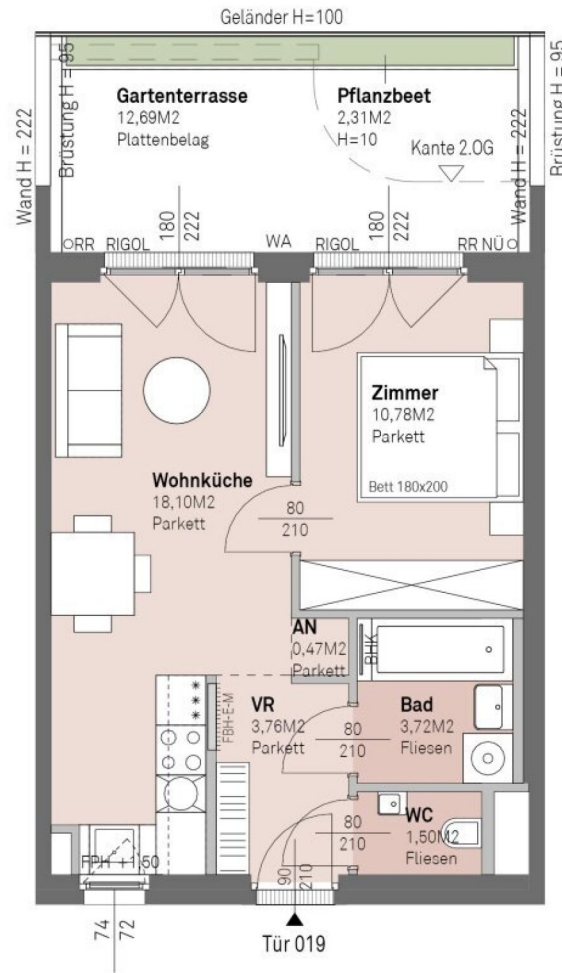 Geländer H=100
Wand H = 222
Brüstung H = 95
Gartenterrasse
12,69M2
Plattenbelag
Pflanzbeet
2,31M2
H=10
Kante 2.OG
Wand H = 222
Brüstung H = 95
180
222
180
222
RR RIGOL
WA
RIGOL
RR NÜ
Zimmer
10,78M2
Parkett
Bett 180x200
Wohnküche
18,10M2
Parkett
80
210
AN
0,47M2
Parkett
BHK
VR
3,76M2
Parkett
FBH-E-M
80
210
Bad
3,72M2
Fliesen
80
210
WC
1,50M2
Fliesen
FPH +1,50
90
210
74
72
Tür 019